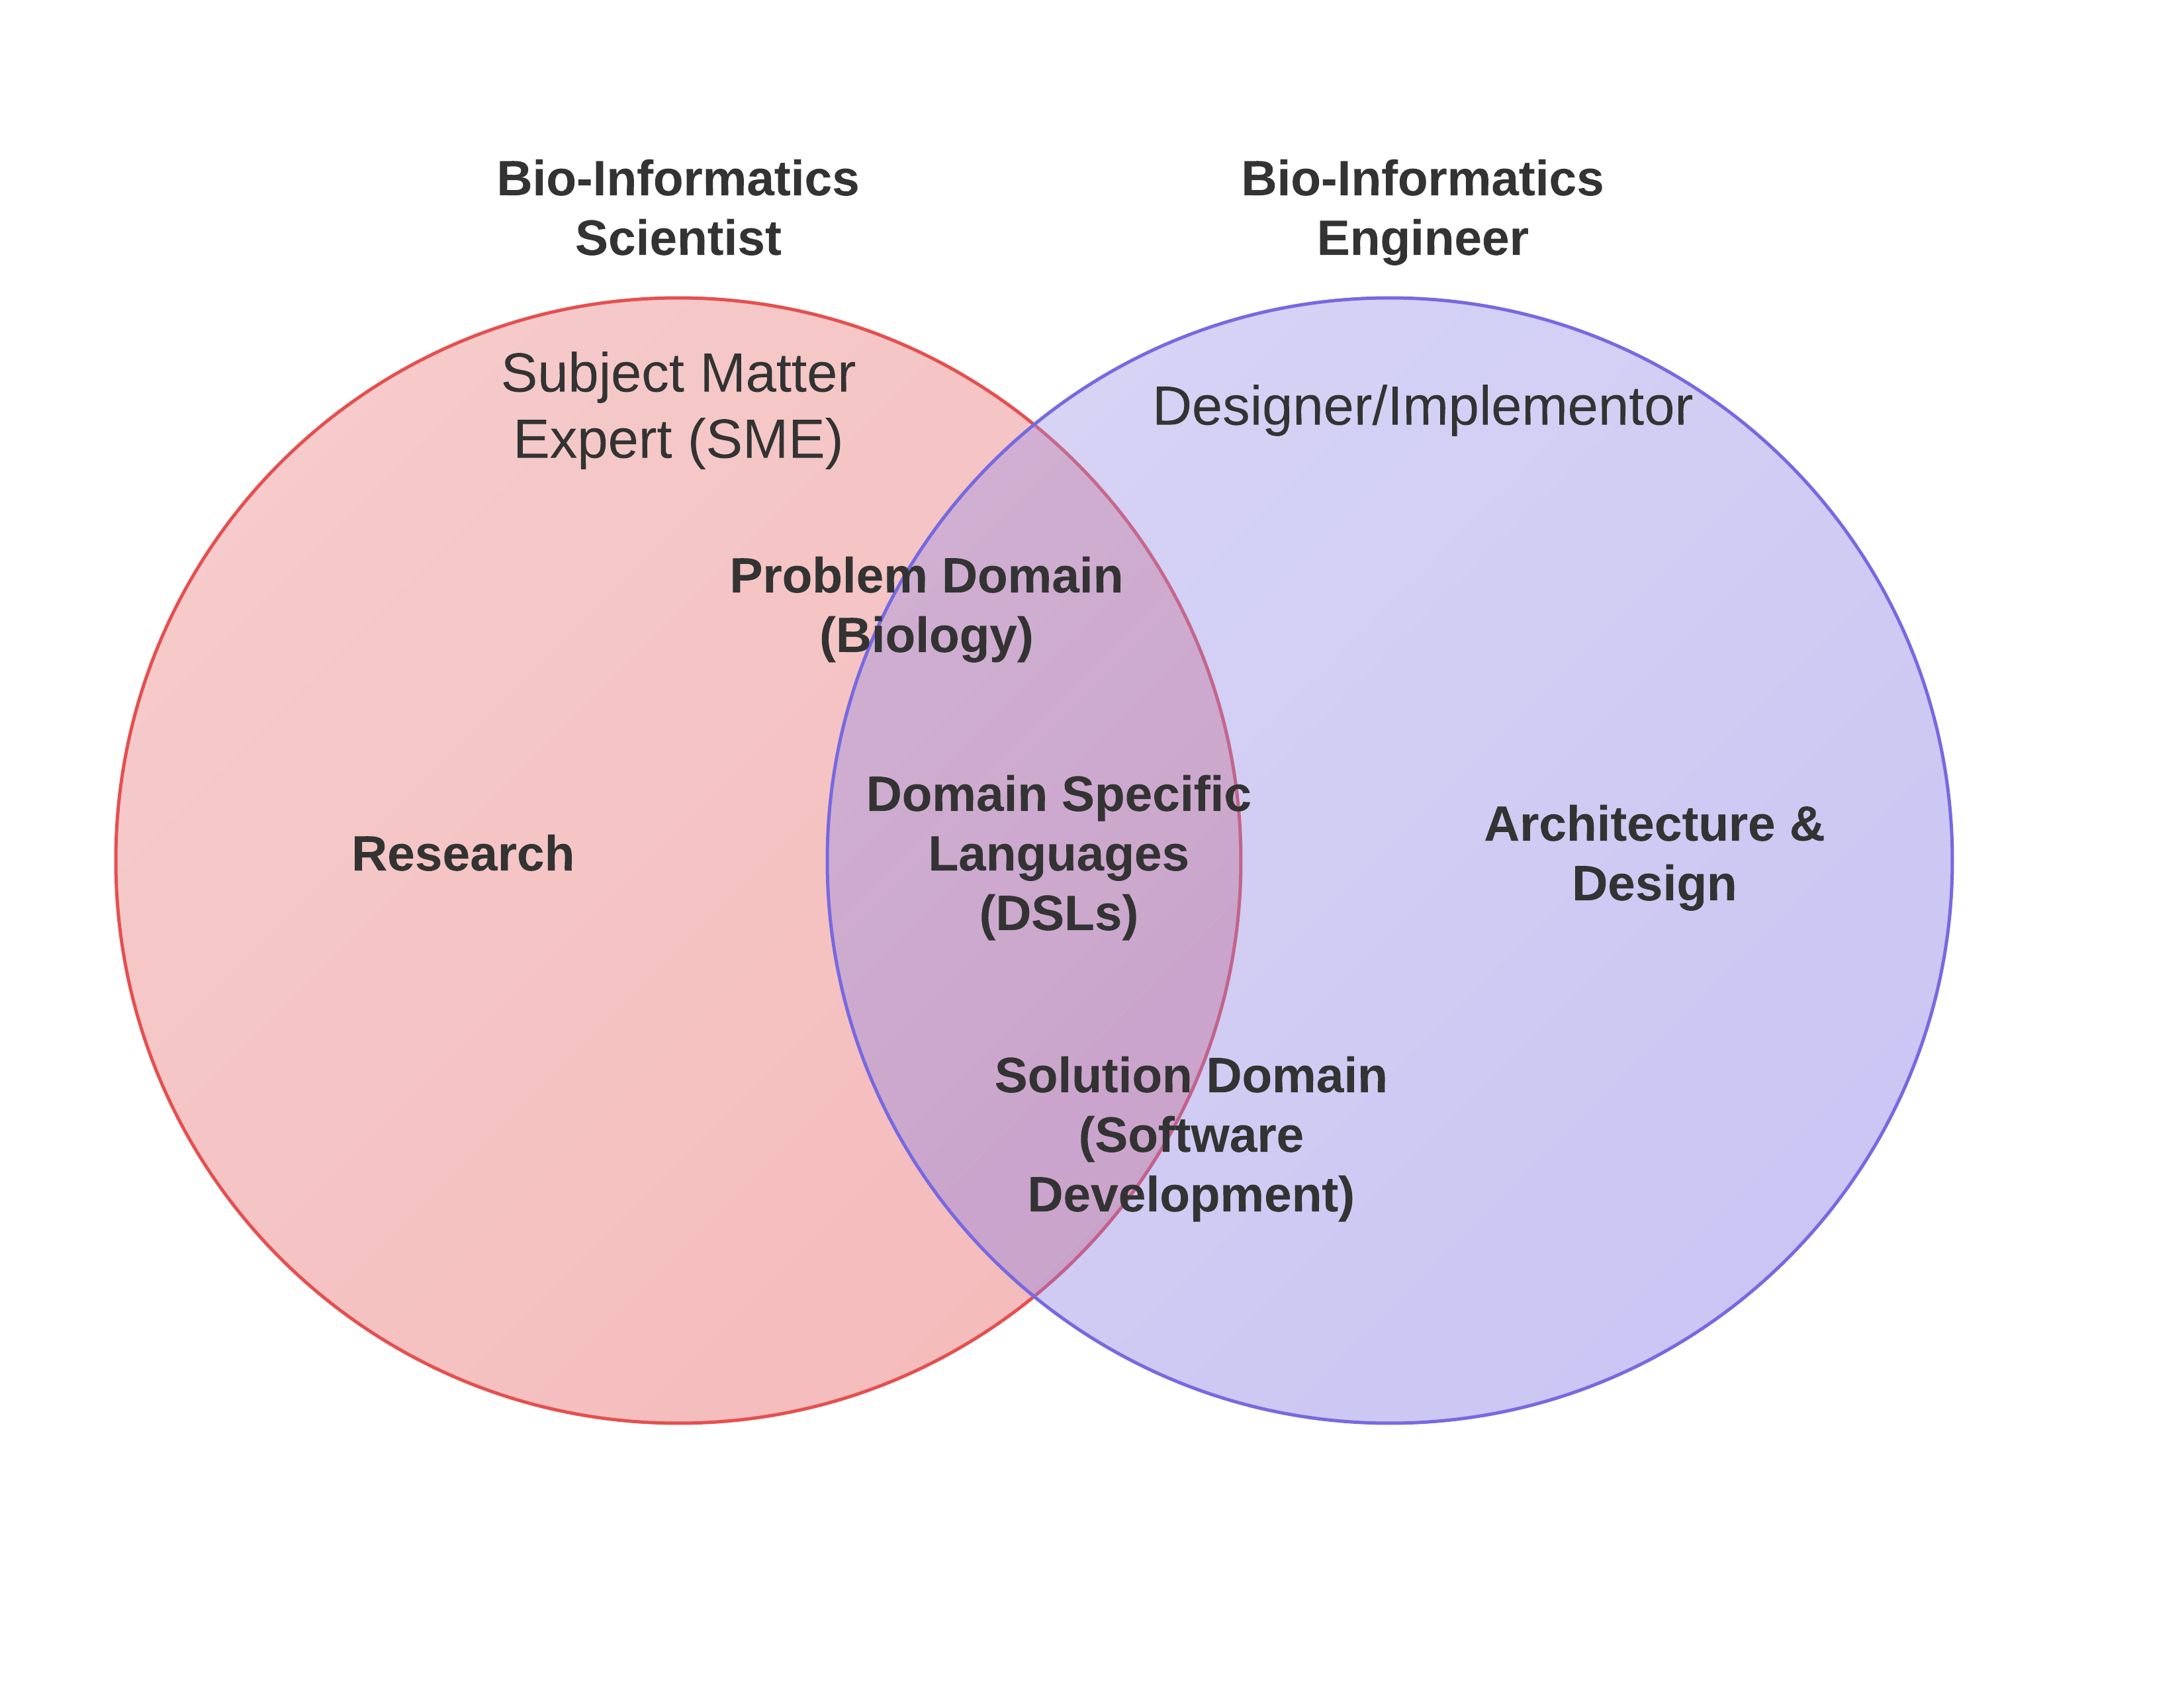 Bio-Informatics
Scientist
Bio-Informatics
Engineer
Subject Matter
Expert (SME)
Designer/Implementor
Problem Domain
(Biology)
Research
Domain Specific
Languages
(DSLs)
Architecture &
Design
Solution Domain
(Software
Development)